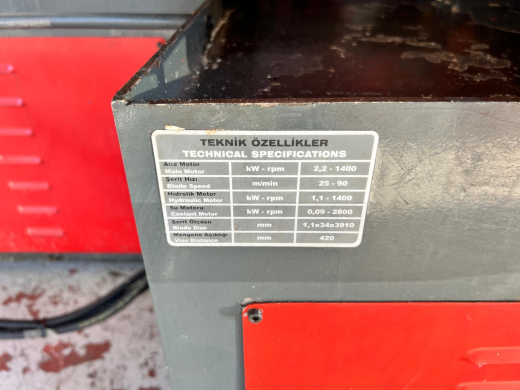 TEKNİK ÖZELLİKLER
TECHNICAL SPECIFICATIONS
Ana Motor
Main Motor kW - rpm 2,2 - 1400
Şerit Hızı
Blade Speed m/min 25 - 90
Hidrolik Motor
Hydraulic Motor kW - rpm 1,1 - 1400
Su Motoru
Coolant Motor kW - rpm 0,09 - 2800
Şerit Ölçüsü
Blade Size mm 1,1x34x3910
Mengene Açıklığı
Vise Distance mm 420